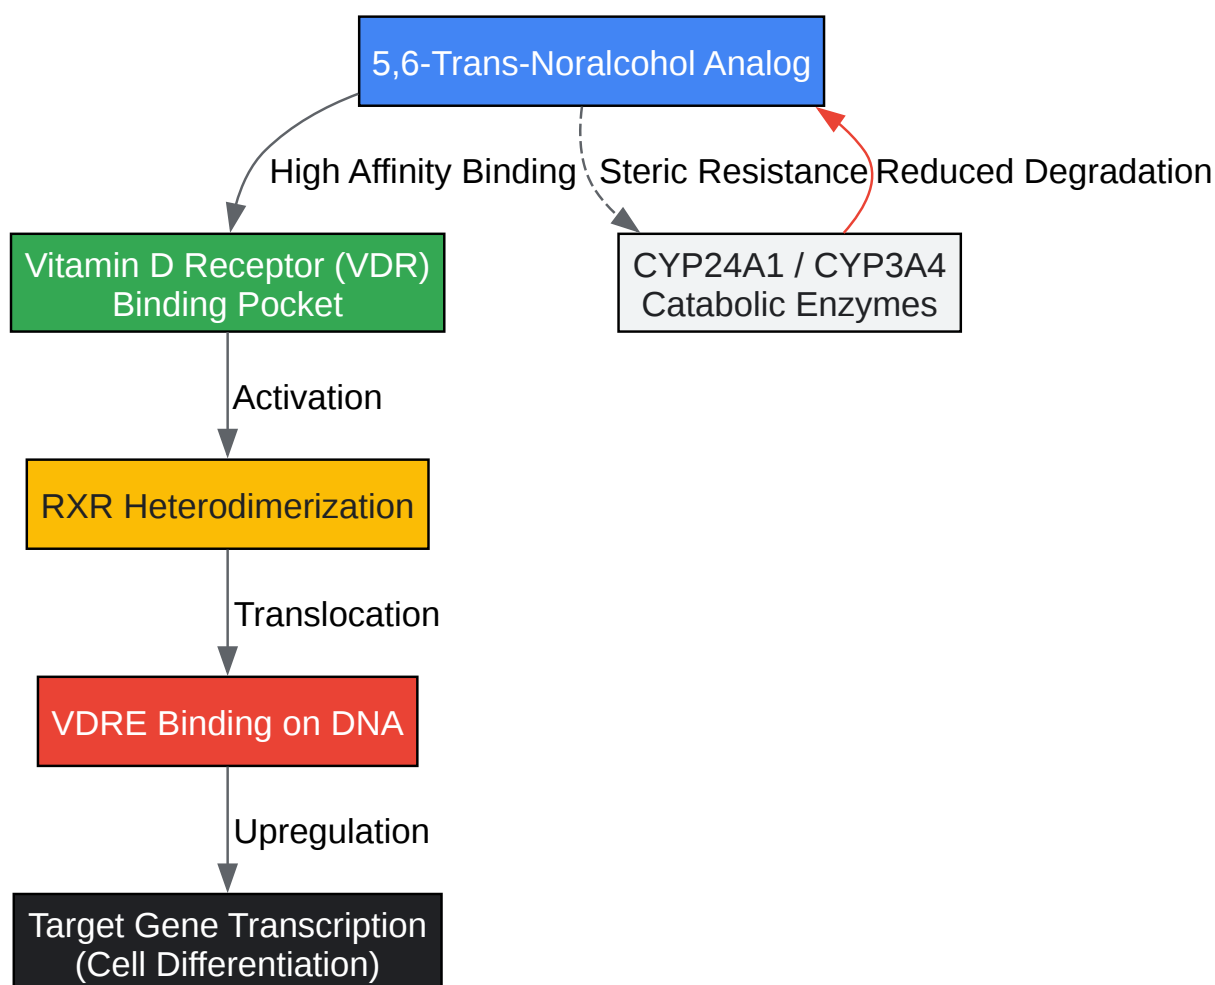 5,6-Trans-Noralcohol Analog
High Affinity Binding
Steric Resistance
Reduced Degradation
Vitamin D Receptor (VDR)
Binding Pocket
CYP24A1 / CYP3A4
Catabolic Enzymes
Activation
RXR Heterodimerization
Translocation
VDRE Binding on DNA
Upregulation
Target Gene Transcription
(Cell Differentiation)